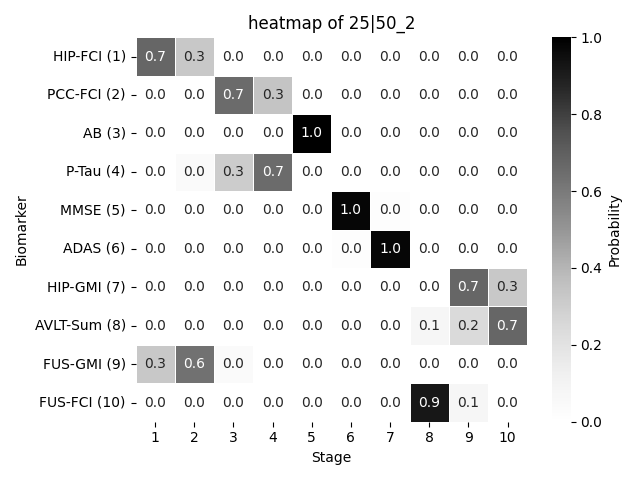 heatmap of 25|50_2
HIP-FCI (1) 0.7 0.3 0.0 0.0 0.0 0.0 0.0 0.0 0.0 0.0
PCC-FCI (2) 0.0 0.0 0.7 0.3 0.0 0.0 0.0 0.0 0.0 0.0
AB (3) 0.0 0.0 0.0 0.0 1.0 0.0 0.0 0.0 0.0 0.0
P-Tau (4) 0.0 0.0 0.3 0.7 0.0 0.0 0.0 0.0 0.0 0.0
MMSE (5) 0.0 0.0 0.0 0.0 0.0 1.0 0.0 0.0 0.0 0.0
ADAS (6) 0.0 0.0 0.0 0.0 0.0 0.0 1.0 0.0 0.0 0.0
HIP-GMI (7) 0.0 0.0 0.0 0.0 0.0 0.0 0.0 0.0 0.7 0.3
AVLT-Sum (8) 0.0 0.0 0.0 0.0 0.0 0.0 0.0 0.1 0.2 0.7
FUS-GMI (9) 0.3 0.6 0.0 0.0 0.0 0.0 0.0 0.0 0.0 0.0
FUS-FCI (10) 0.0 0.0 0.0 0.0 0.0 0.0 0.0 0.9 0.1 0.0
1 2 3 4 5 6 7 8 9 10
Stage
Biomarker
1.0
0.8
0.6
0.4
0.2
0.0
Probability